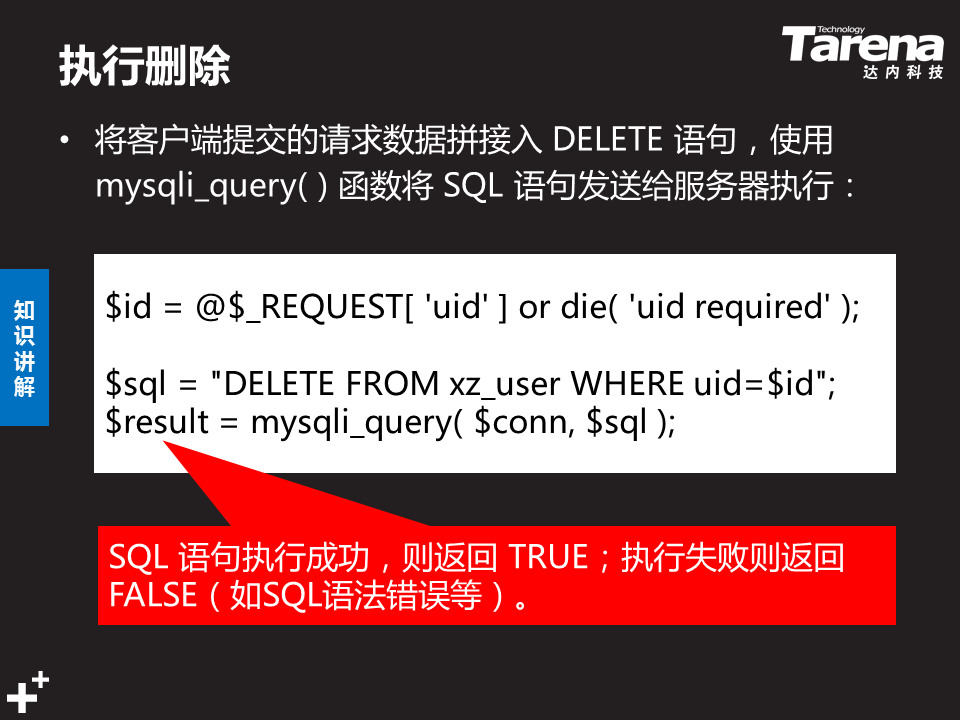 执行删除
Technology
Tarena
达内科技
• 将客户端提交的请求数据拼接入 DELETE 语句，使用
mysqli_query( ) 函数将 SQL 语句发送给服务器执行：
知
识
讲
解
$id = @$_REQUEST[ 'uid' ] or die( 'uid required' );
$sql = "DELETE FROM xz_user WHERE uid=$id";
$result = mysqli_query( $conn, $sql );
SQL 语句执行成功，则返回 TRUE；执行失败则返回
FALSE（如SQL语法错误等）。